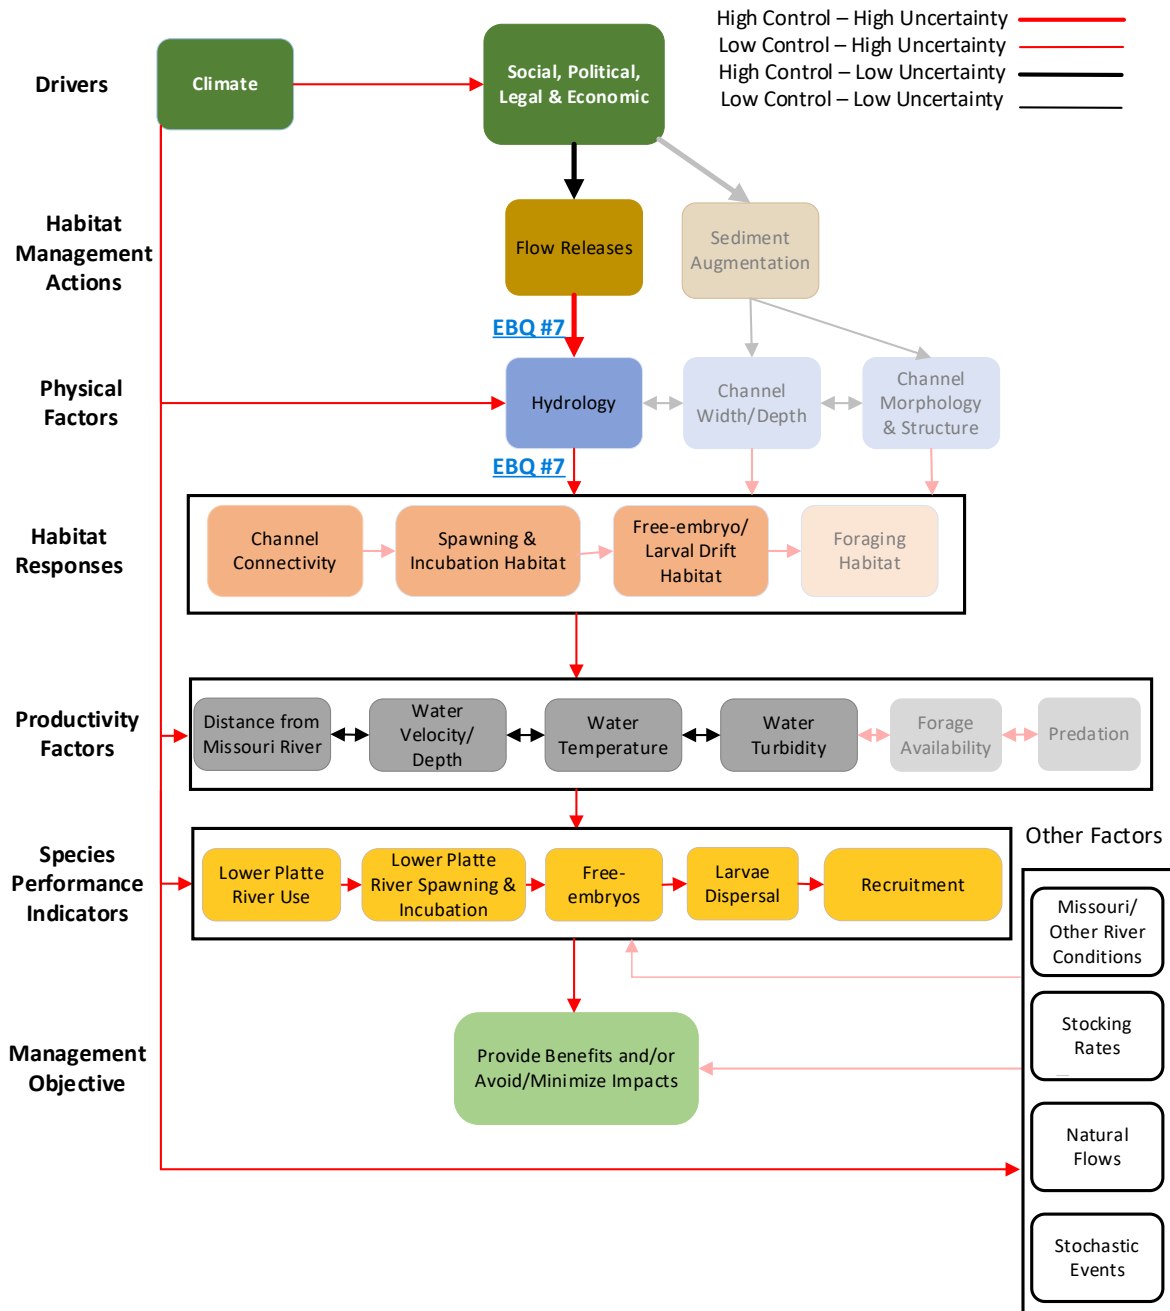 High Control – High Uncertainty
Low Control – High Uncertainty
High Control – Low Uncertainty
Low Control – Low Uncertainty
Drivers
Climate
Social, Political,
Legal & Economic
Habitat
Management
Actions
Flow Releases
Sediment
Augmentation
EBQ #7
Physical
Factors
Hydrology
Channel
Width/Depth
Channel
Morphology
& Structure
EBQ #7
Habitat
Responses
Channel
Connectivity
Spawning &
Incubation Habitat
Free-embryo/
Larval Drift
Habitat
Foraging
Habitat
Productivity
Factors
Distance from
Missouri River
Water
Velocity/
Depth
Water
Temperature
Water
Turbidity
Forage
Availability
Predation
Species
Performance
Indicators
Lower Platte
River Use
Lower Platte
River Spawning &
Incubation
Free-
embryos
Larvae
Dispersal
Recruitment
Other Factors
Missouri/
Other River
Conditions
Stocking
Rates
Natural
Flows
Stochastic
Events
Management
Objective
Provide Benefits and/or
Avoid/Minimize Impacts